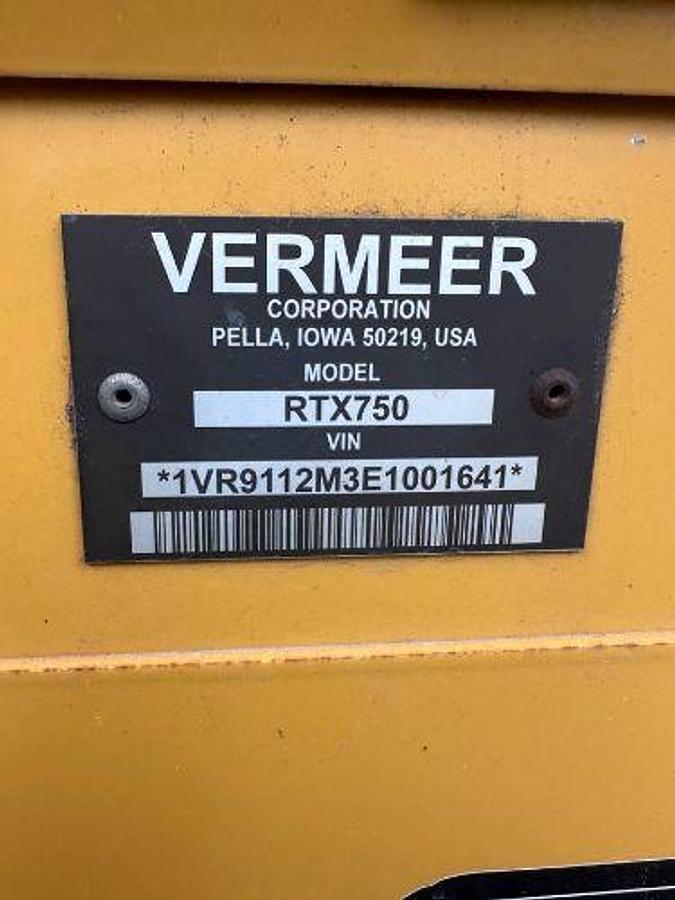 VERMEER
CORPORATION
PELLA, IOWA 50219, USA
MODEL
RTX750
VIN
*1VR9112M3E1001641*